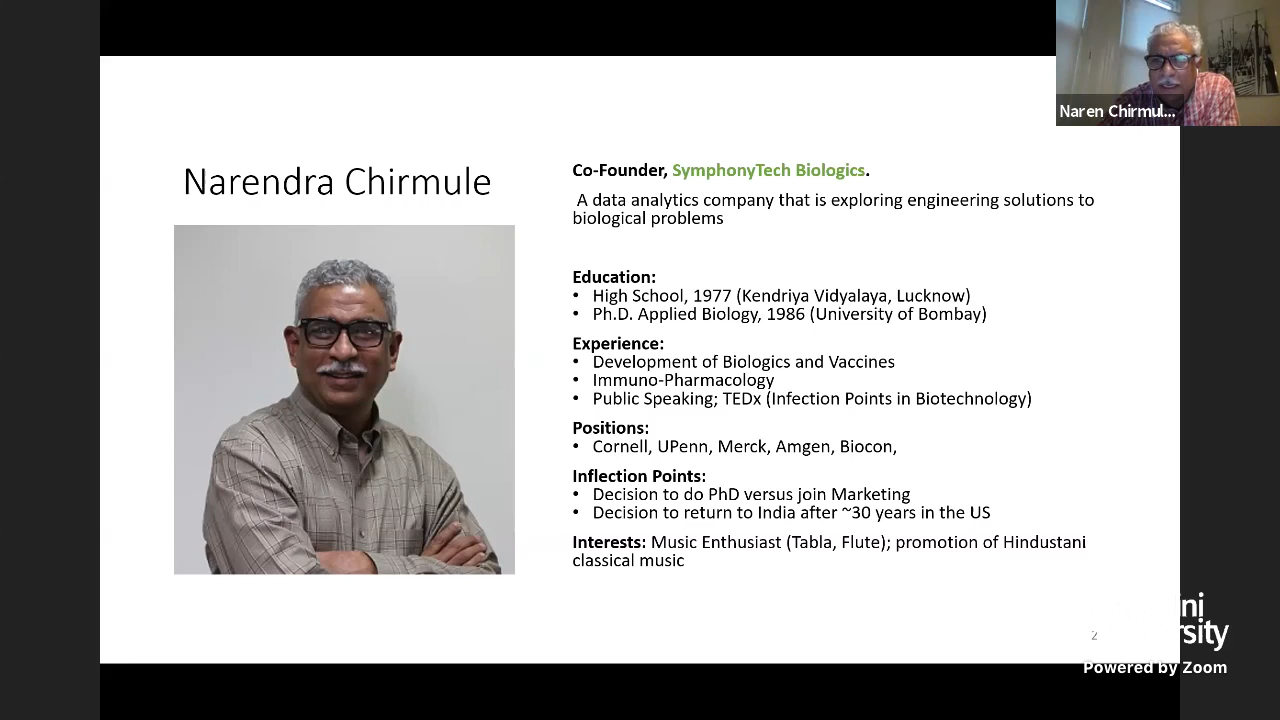 Naren Chirmul...
Narendra Chirmule
Co-Founder, SymphonyTech Biologics.
A data analytics company that is exploring engineering solutions to
biological problems
Education:
• High School, 1977 (Kendriya Vidyalaya, Lucknow)
• Ph.D. Applied Biology, 1986 (University of Bombay)
Experience:
• Development of Biologics and Vaccines
• Immuno-Pharmacology
• Public Speaking; TEDx (Infection Points in Biotechnology)
Positions:
• Cornell, UPenn, Merck, Amgen, Biocon,
Inflection Points:
• Decision to do PhD versus join Marketing
• Decision to return to India after ~30 years in the US
Interests: Music Enthusiast (Tabla, Flute); promotion of Hindustani
classical music
2
Powered by Zoom